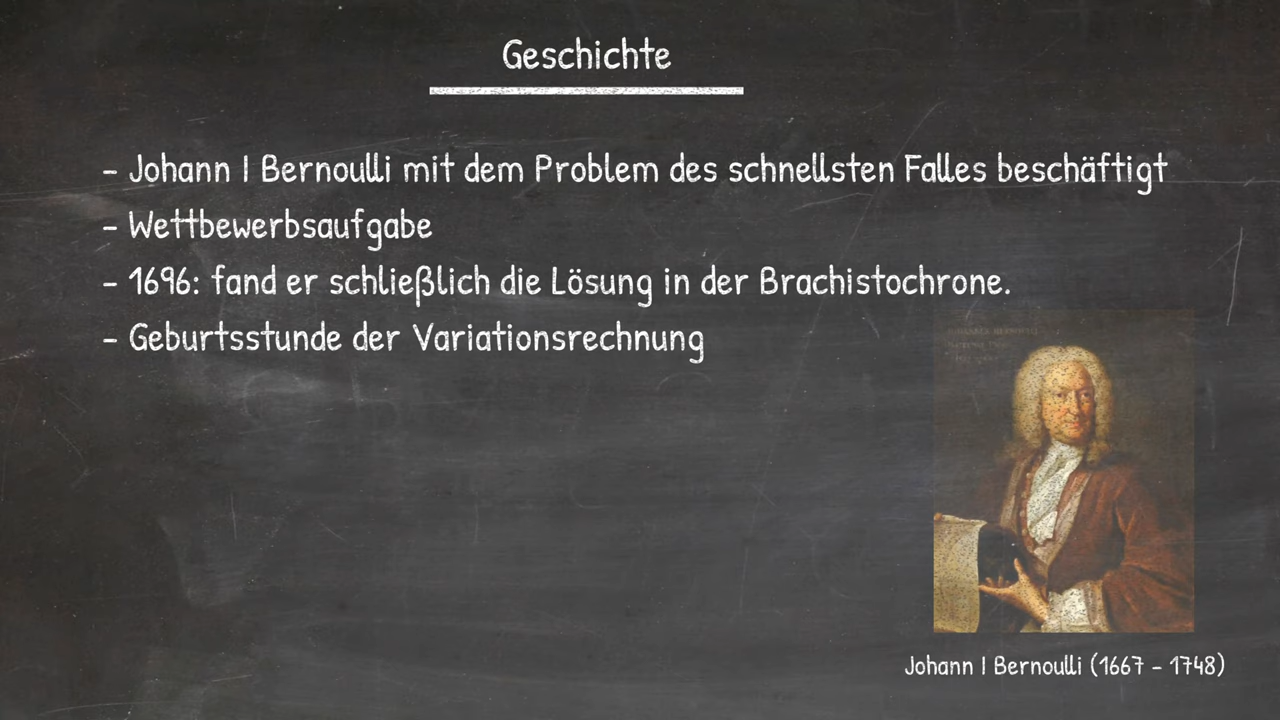 Geschichte
- Johann I Bernoulli mit dem Problem des schnellsten Falles beschäftigt
- Wettbewerbsaufgabe
- 1696: fand er schließlich die Lösung in der Brachistochrone.
- Geburtsstunde der Variationsrechnung
Johann I Bernoulli (1667 - 1748)